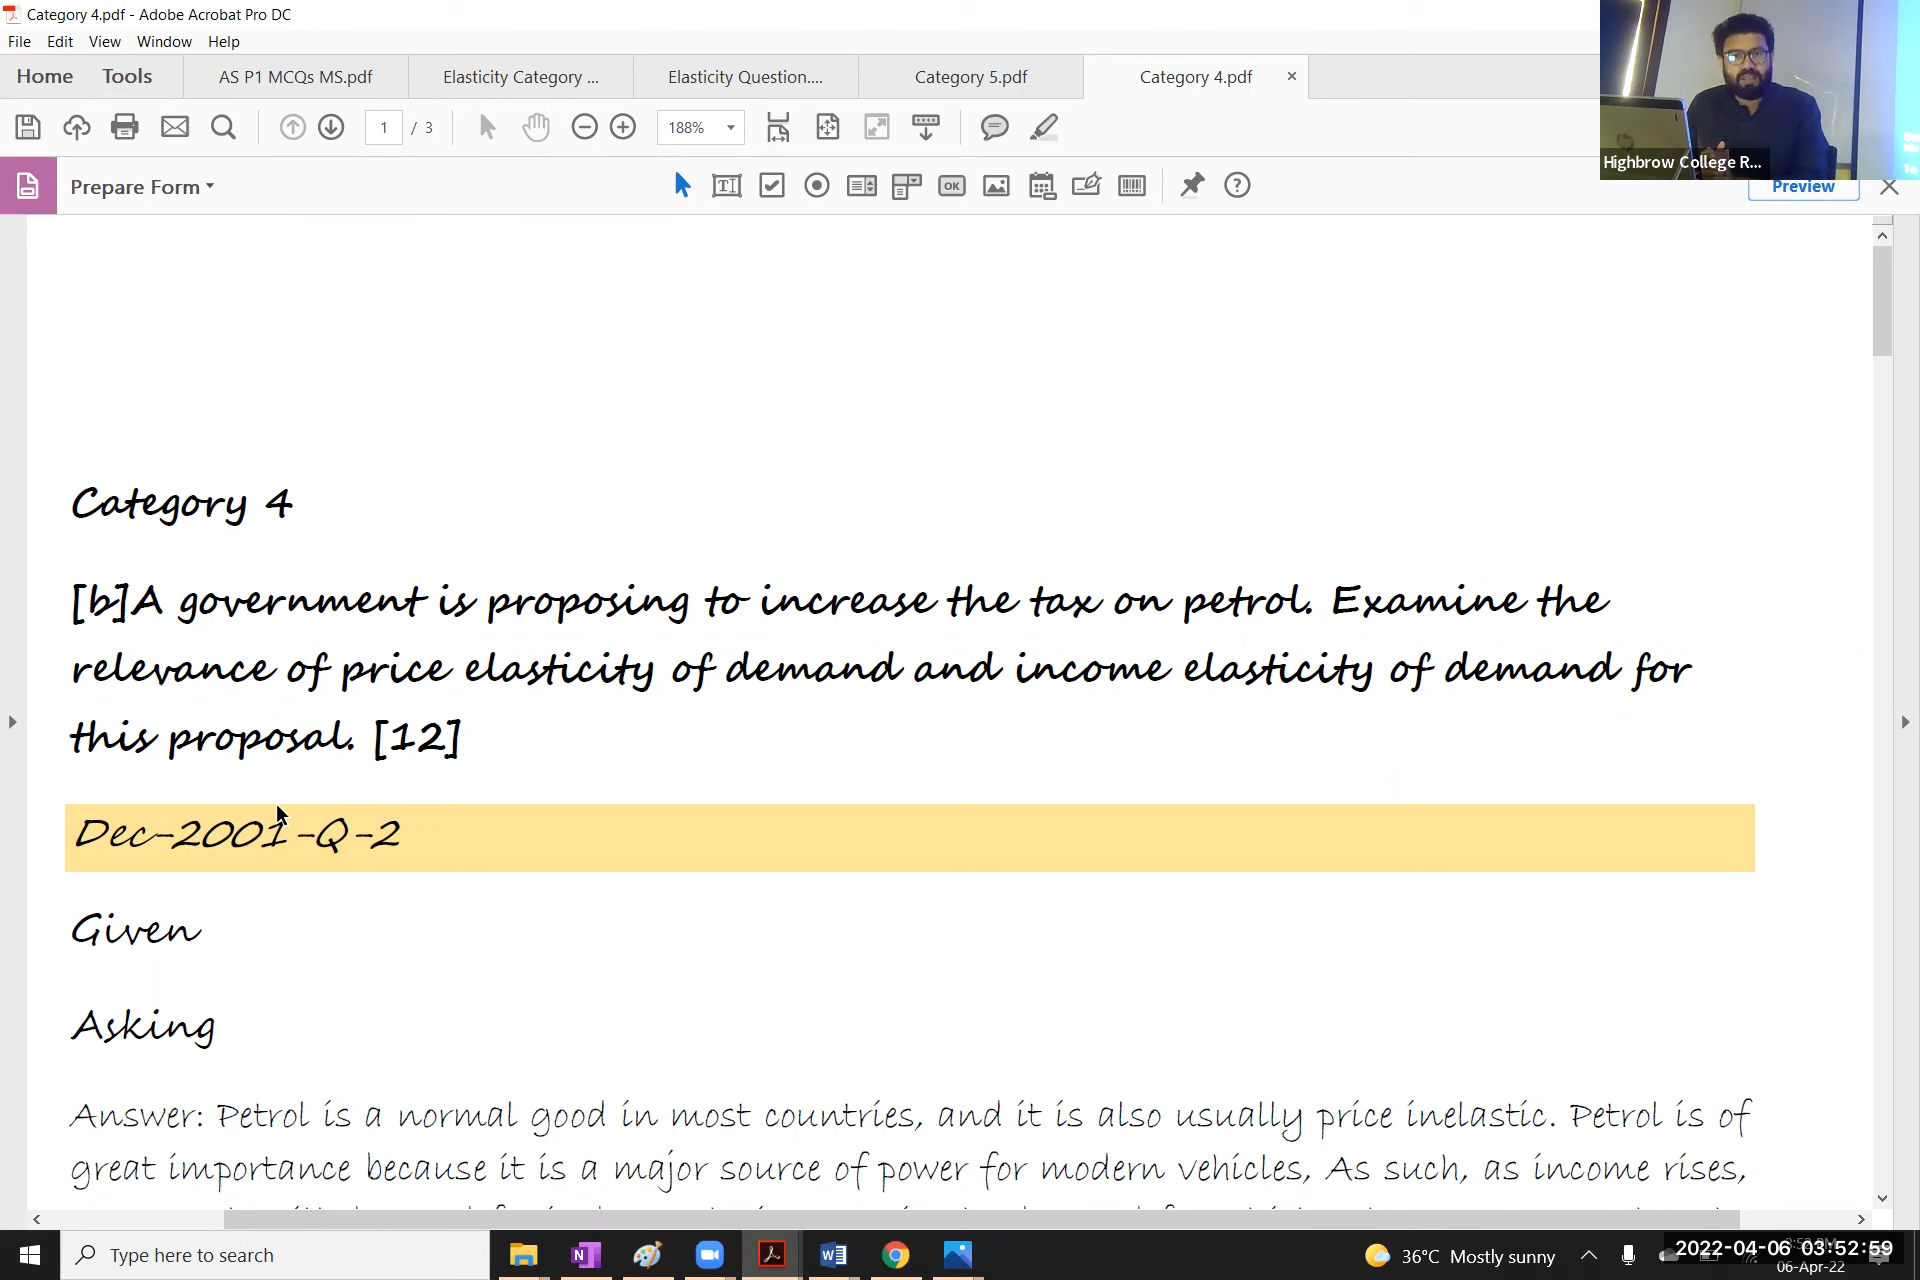 Category 4.pdf - Adobe Acrobat Pro DC
File Edit View Window Help
Home Tools AS P1 MCQs MS.pdf Elasticity Category ... Elasticity Question.... Category 5.pdf Category 4.pdf ×
1 / 3 188%
Highbrow College R...
Prepare Form OK Preview
Category 4
[b]A government is proposing to increase the tax on petrol. Examine the
relevance of price elasticity of demand and income elasticity of demand for
this proposal. [12]
Dec-2001-Q-2
Given
Asking
Answer: Petrol is a normal good in most countries, and it is also usually price inelastic. Petrol is of
great importance because it is a major source of power for modern vehicles, As such, as income rises,
Type here to search 36°C Mostly sunny 2022-04-06 03:52:59
06-Apr-22